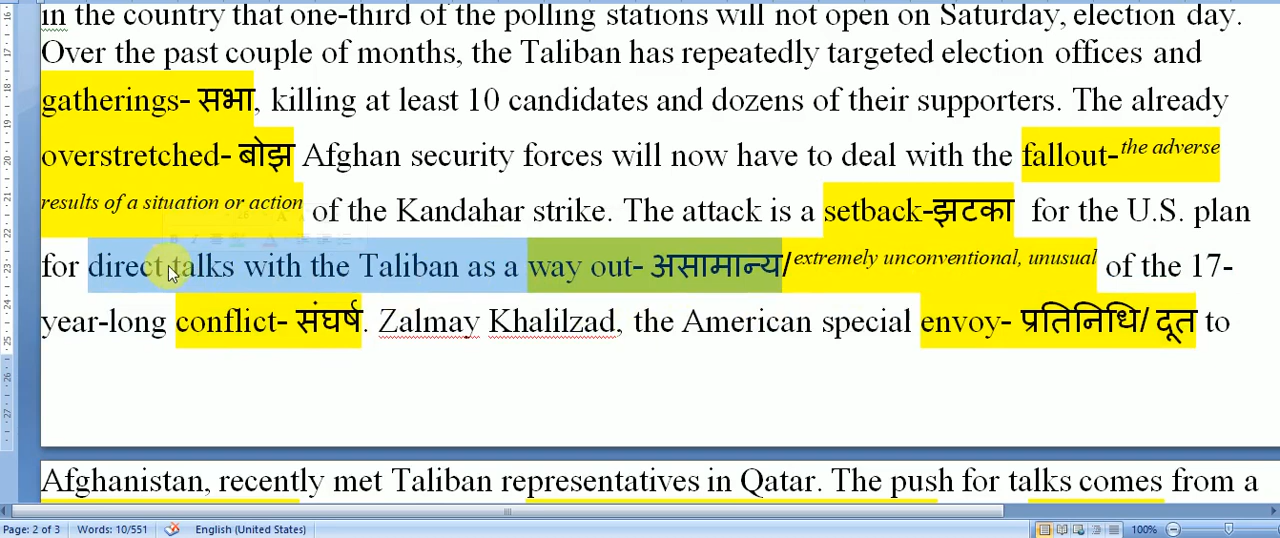 in the country that one-third of the polling stations will not open on Saturday, election day.
Over the past couple of months, the Taliban has repeatedly targeted election offices and
gatherings- सभा, killing at least 10 candidates and dozens of their supporters. The already
overstretched- बोझ Afghan security forces will now have to deal with the fallout-the adverse
results of a situation or action of the Kandahar strike. The attack is a setback-झटका for the U.S. plan
for direct talks with the Taliban as a way out- असामान्य/extremely unconventional, unusual of the 17-
year-long conflict- संघर्ष. Zalmay Khalilzad, the American special envoy- प्रतिनिधि/ दूत to
Afghanistan, recently met Taliban representatives in Qatar. The push for talks comes from a
Page: 2 of 3 Words: 10/551 English (United States) 100%